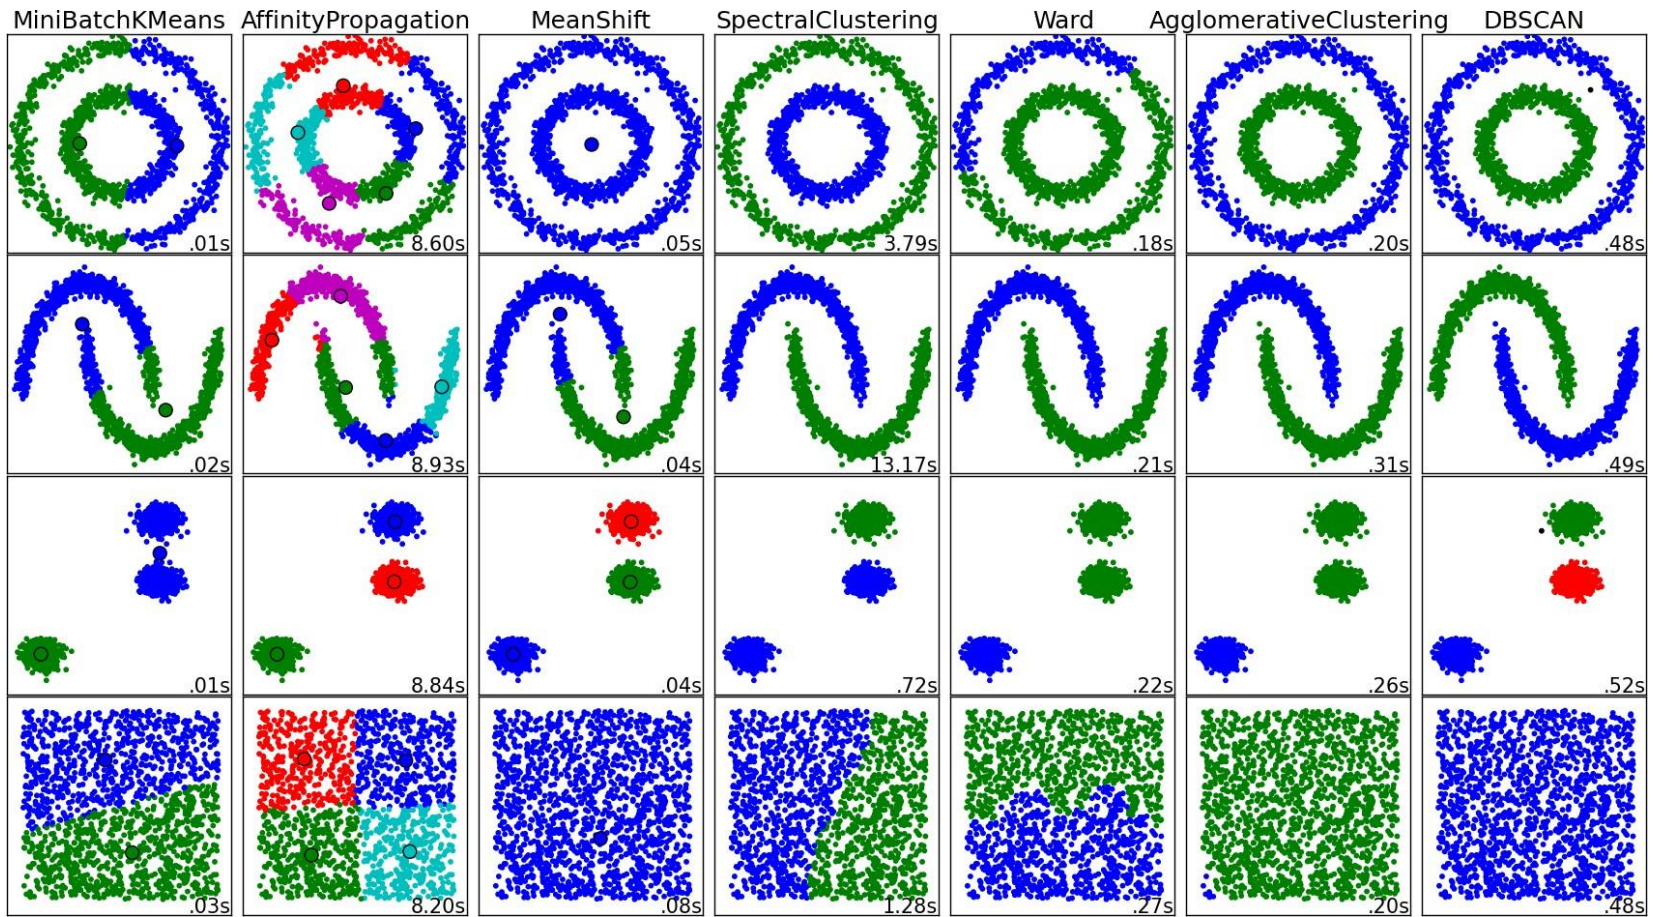 MiniBatchKMeans AffinityPropagation MeanShift SpectralClustering Ward AgglomerativeClustering DBSCAN
.01s 8.60s .05s 3.79s .18s .20s .48s
.02s 8.93s .04s 13.17s .21s .31s .49s
.01s 8.84s .04s .72s .22s .26s .52s
.03s 8.20s .08s 1.28s .27s .20s .48s